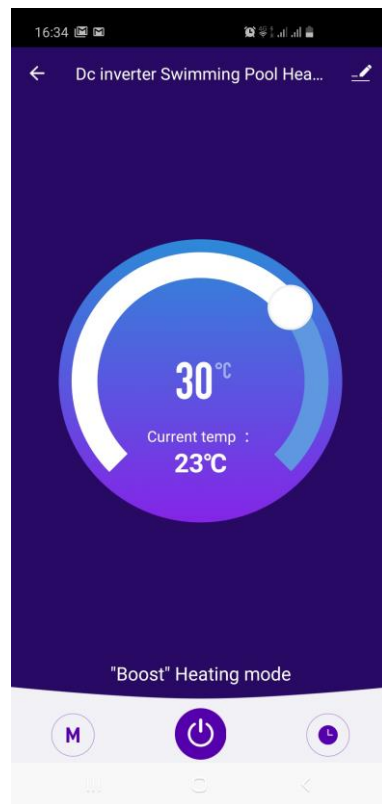 16:34
Dc inverter Swimming Pool Hea...
30°C
Current temp :
23°C
"Boost" Heating mode
M